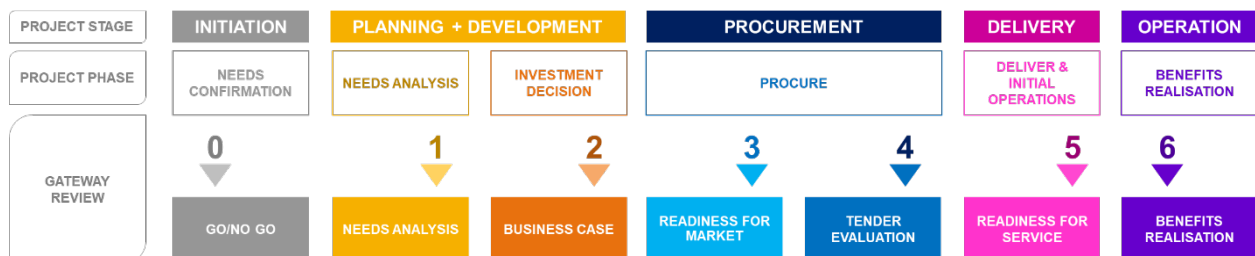 PROJECT STAGE
INITIATION
PLANNING + DEVELOPMENT
PROCUREMENT
DELIVERY
OPERATION
PROJECT PHASE
NEEDS
CONFIRMATION
NEEDS ANALYSIS
INVESTMENT
DECISION
PROCURE
DELIVER &
INITIAL
OPERATIONS
BENEFITS
REALISATION
GATEWAY
REVIEW
0
1
2
3
4
5
6
GO/NO GO
NEEDS ANALYSIS
BUSINESS CASE
READINESS FOR
MARKET
TENDER
EVALUATION
READINESS FOR
SERVICE
BENEFITS
REALISATION